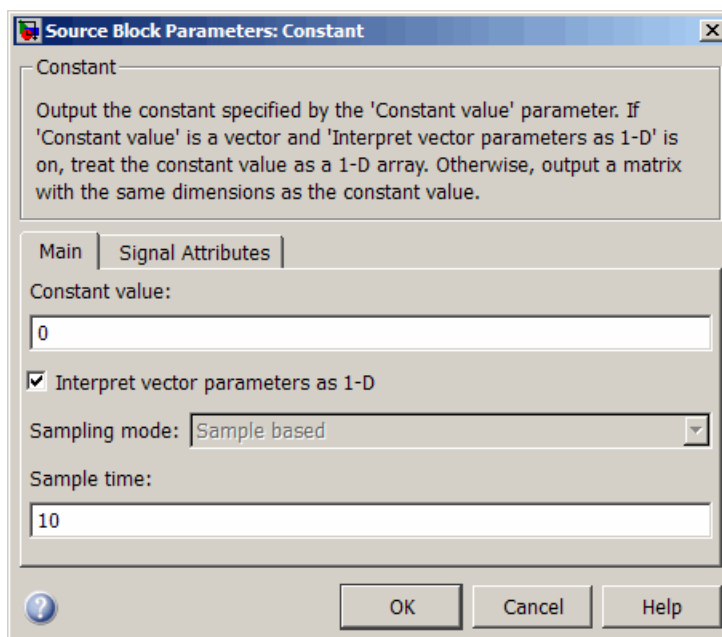 Source Block Parameters: Constant
Constant
Output the constant specified by the 'Constant value' parameter. If
'Constant value' is a vector and 'Interpret vector parameters as 1-D' is
on, treat the constant value as a 1-D array. Otherwise, output a matrix
with the same dimensions as the constant value.
Main
Signal Attributes
Constant value:
0
Interpret vector parameters as 1-D
Sampling mode: Sample based
Sample time:
10
OK
Cancel
Help